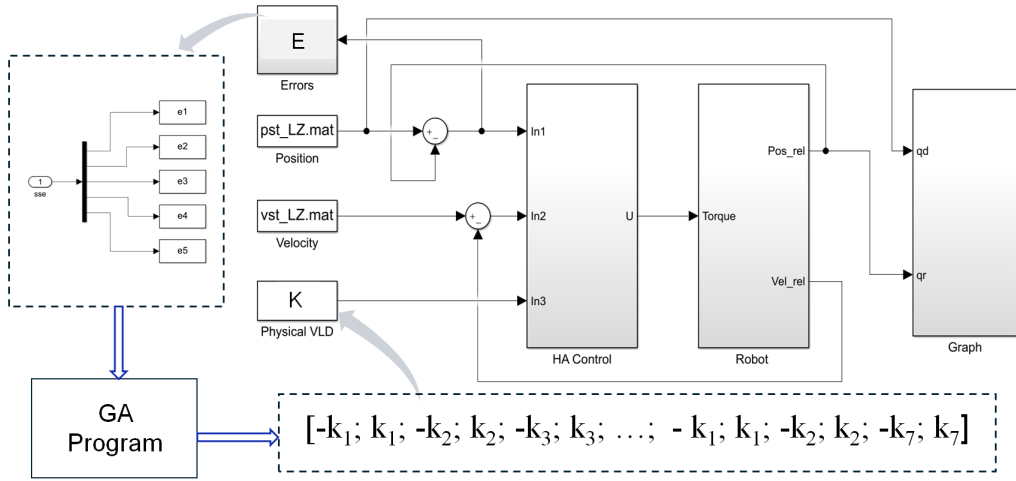 E
Errors
e1
e2
e3
e4
e5
1
sse
pst_LZ.mat
Position
+
_
In1
vst_LZ.mat
Velocity
+
_
In2
K
Physical VLD
In3
U
HA Control
Torque
Pos_rel
Vel_rel
Robot
qd
qr
Graph
GA
Program
[-k1; k1; -k2; k2; -k3; k3; ...; - k1; k1; -k2; k2; -k7; k7]